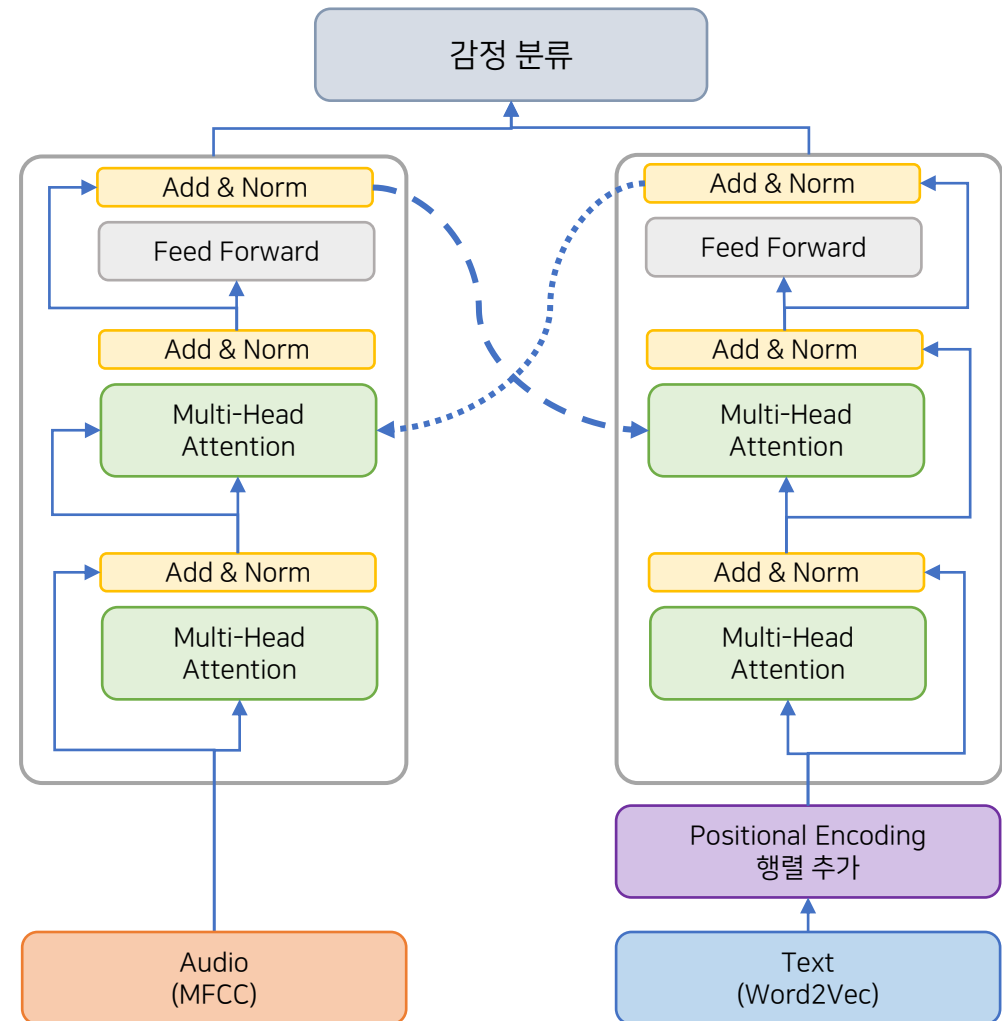 감정 분류
Add & Norm
Feed Forward
Add & Norm
Multi-Head
Attention
Add & Norm
Multi-Head
Attention
Audio
(MFCC)
Add & Norm
Feed Forward
Add & Norm
Multi-Head
Attention
Add & Norm
Multi-Head
Attention
Positional Encoding
행렬 추가
Text
(Word2Vec)